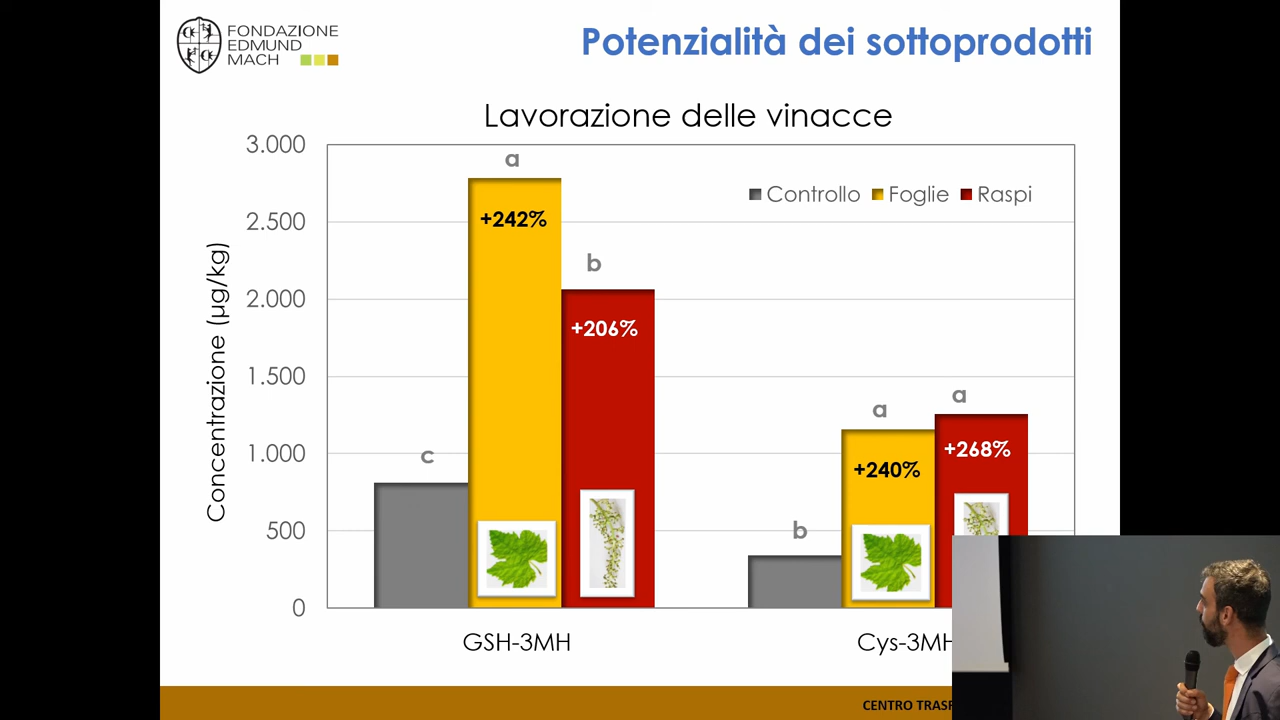 FONDAZIONE
EDMUND
MACH
Potenzialità dei sottoprodotti
Lavorazione delle vinacce
Concentrazione (µg/kg)
3.000
2.500
2.000
1.500
1.000
500
0
Controllo Foglie Raspi
c
a
+242%
b
+206%
b
a
+240%
a
+268%
GSH-3MH
Cys-3MH
CENTRO